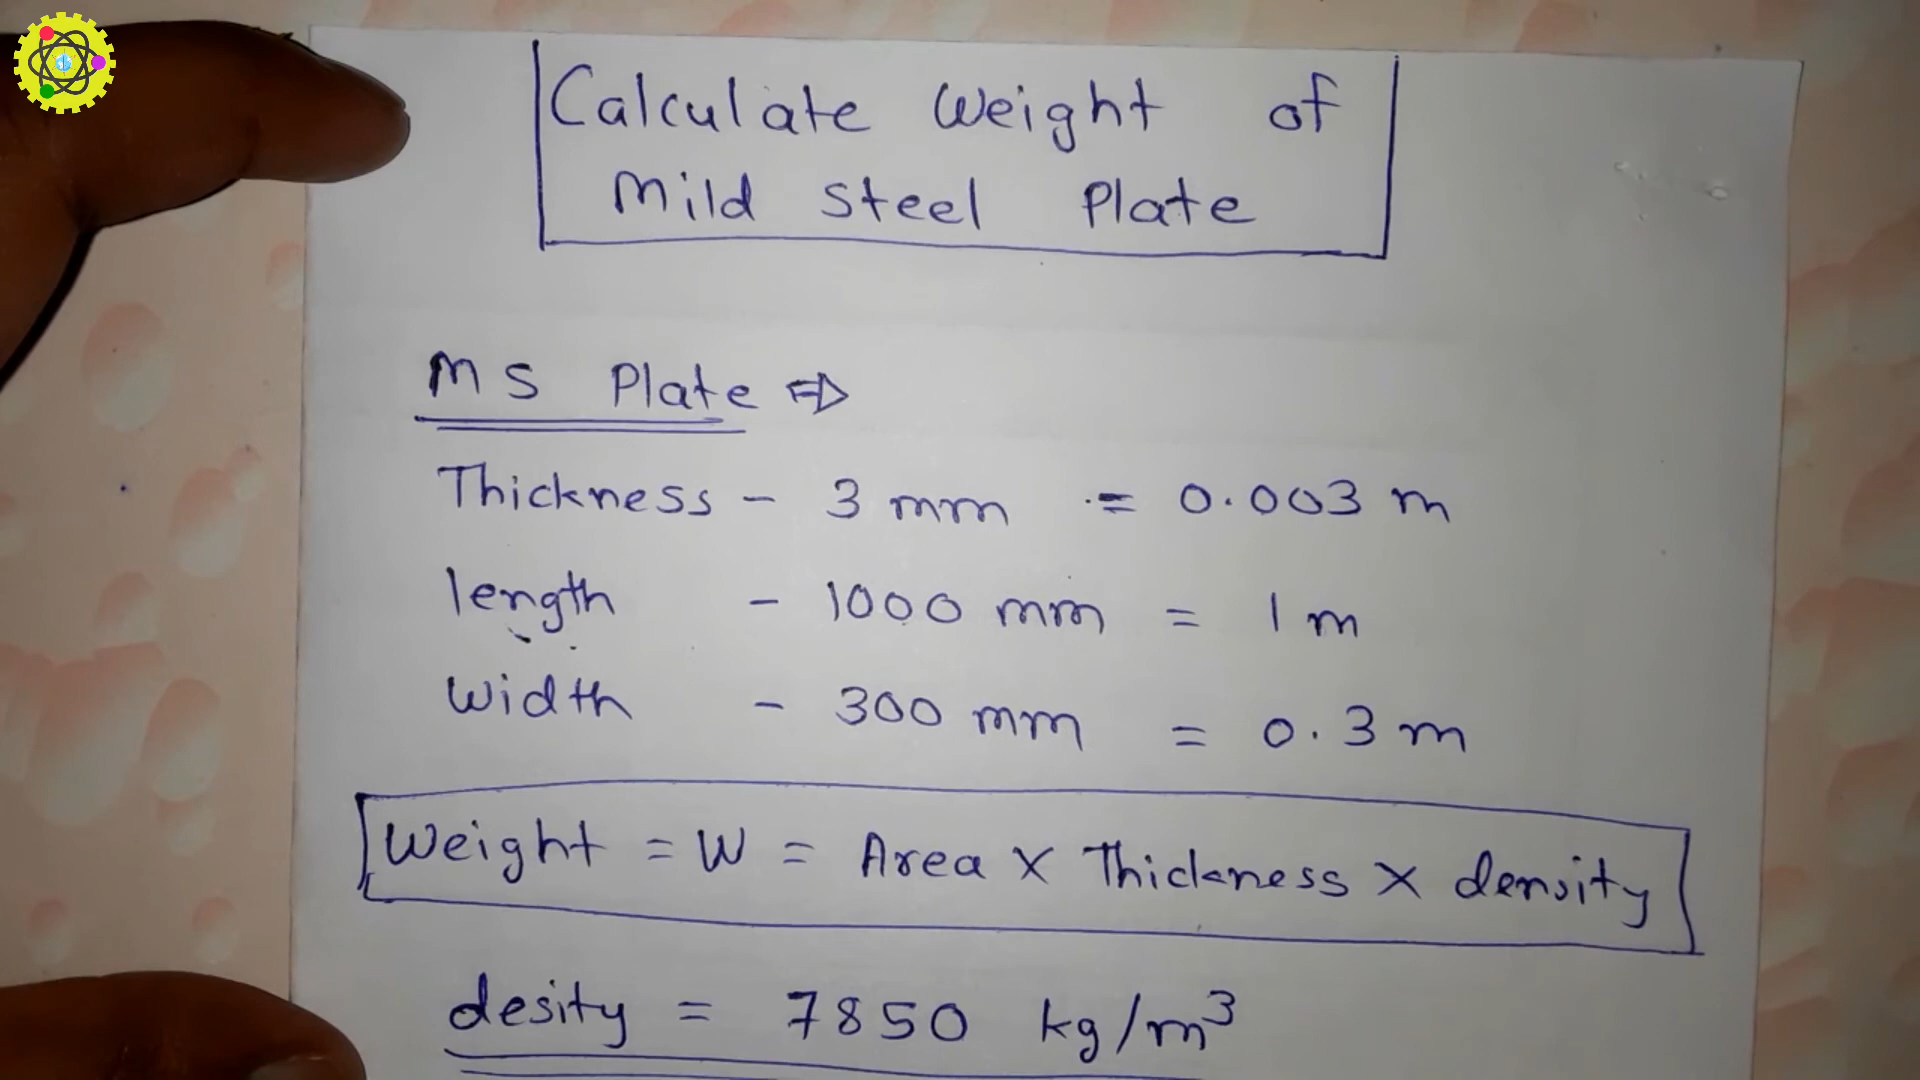 Calculate Weight of
Mild Steel Plate
MS Plate ⇒
Thickness - 3 mm = 0.003 m
length - 1000 mm = 1 m
Width - 300 mm = 0.3 m
Weight = W = Area X Thickness X density
desity = 7850 kg/m³